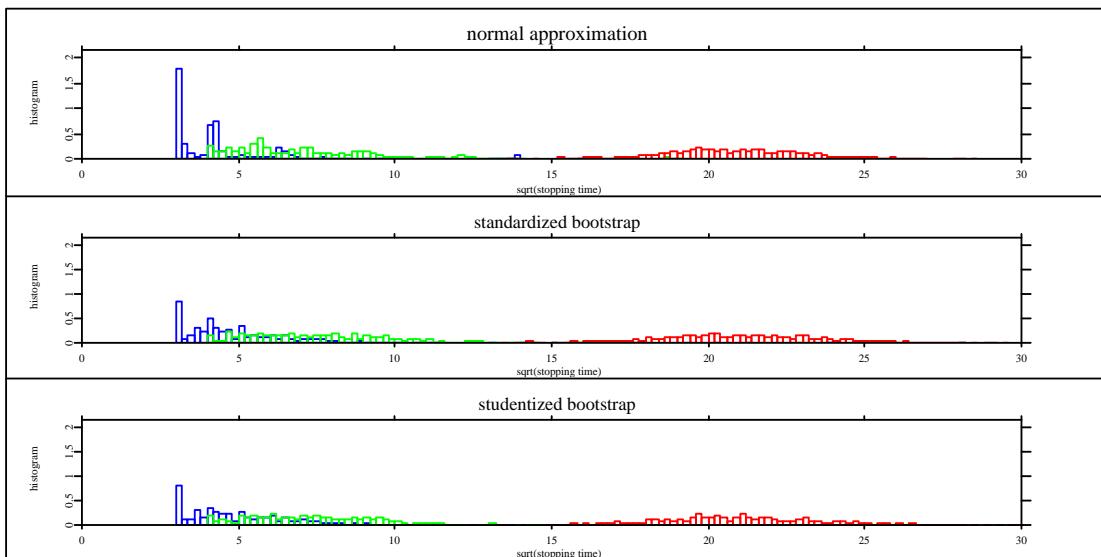 normal approximation
histogram
2
1.5
1
0.5
0
0 5 10 15 20 25 30
sqrt(stopping time)
standardized bootstrap
histogram
2
1.5
1
0.5
0
0 5 10 15 20 25 30
sqrt(stopping time)
studentized bootstrap
histogram
2
1.5
1
0.5
0
0 5 10 15 20 25 30
sqrt(stopping time)